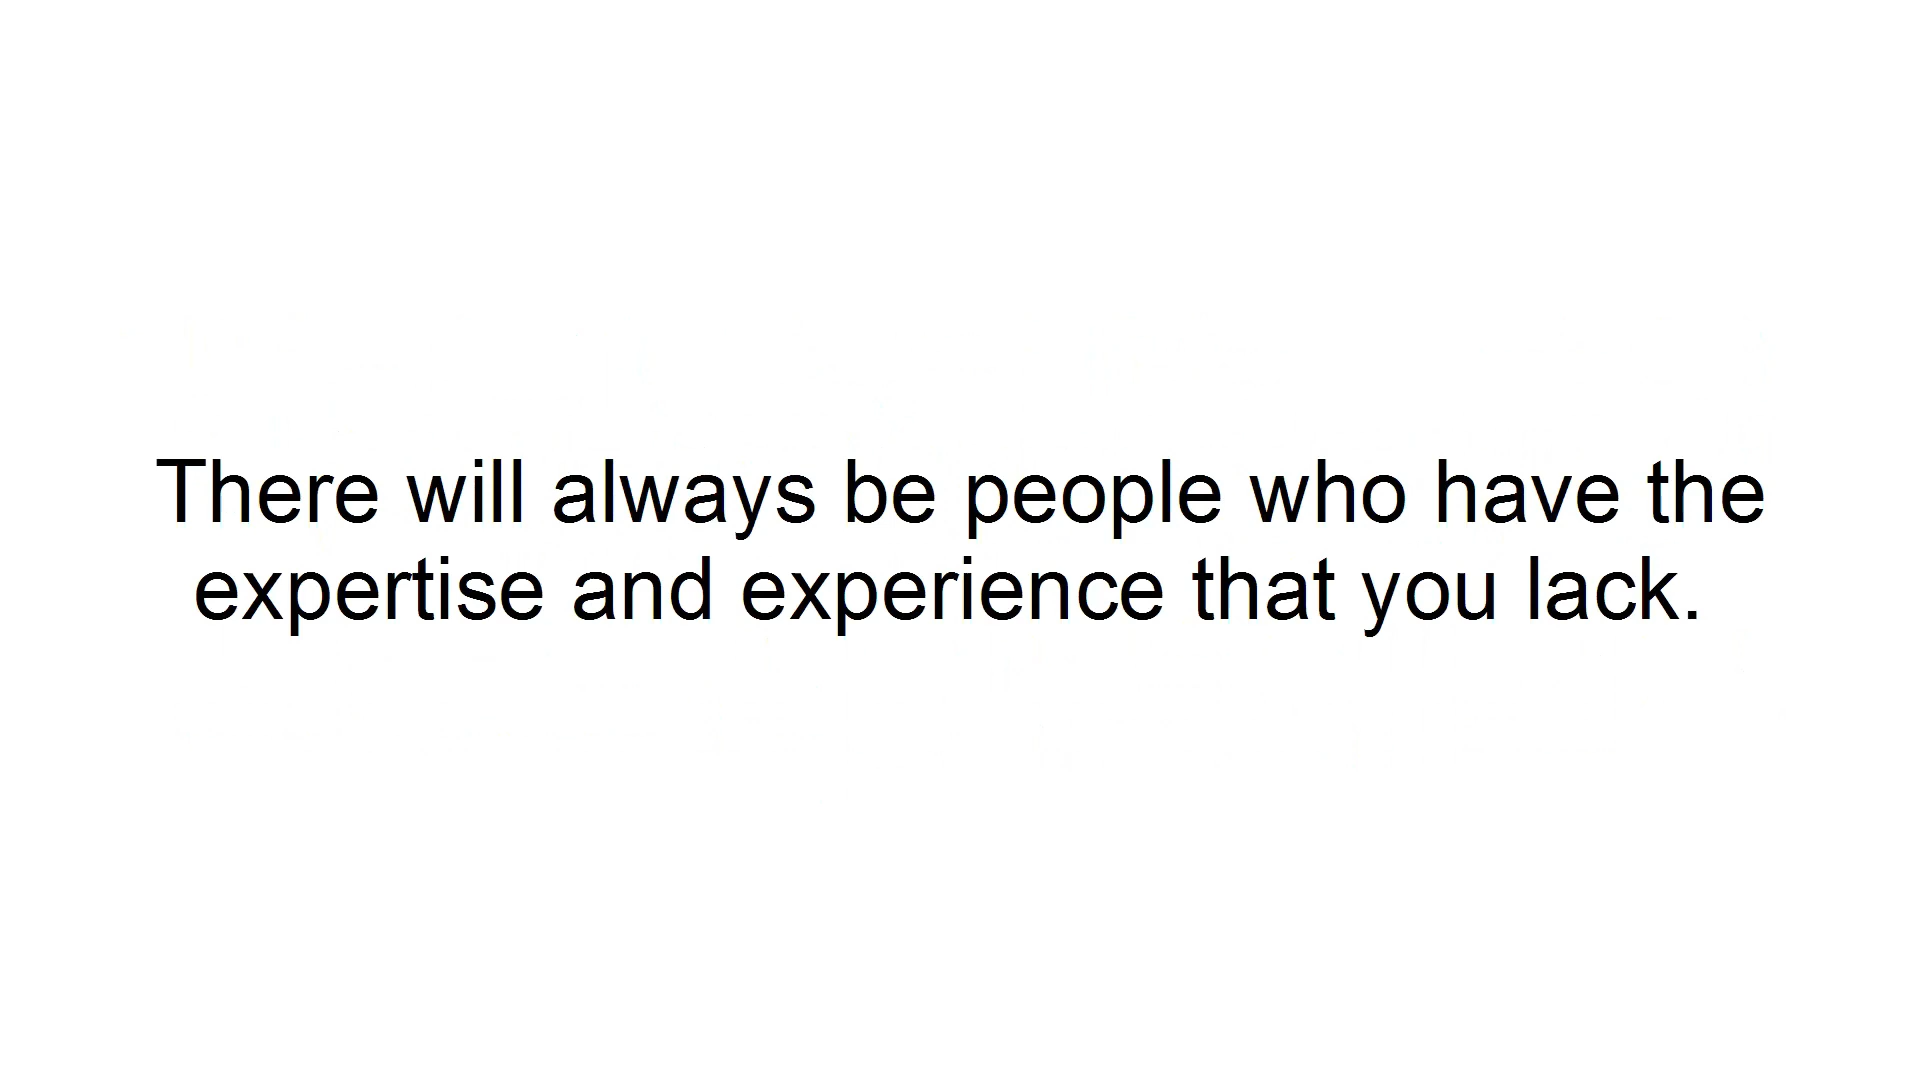 There will always be people who have the
expertise and experience that you lack.